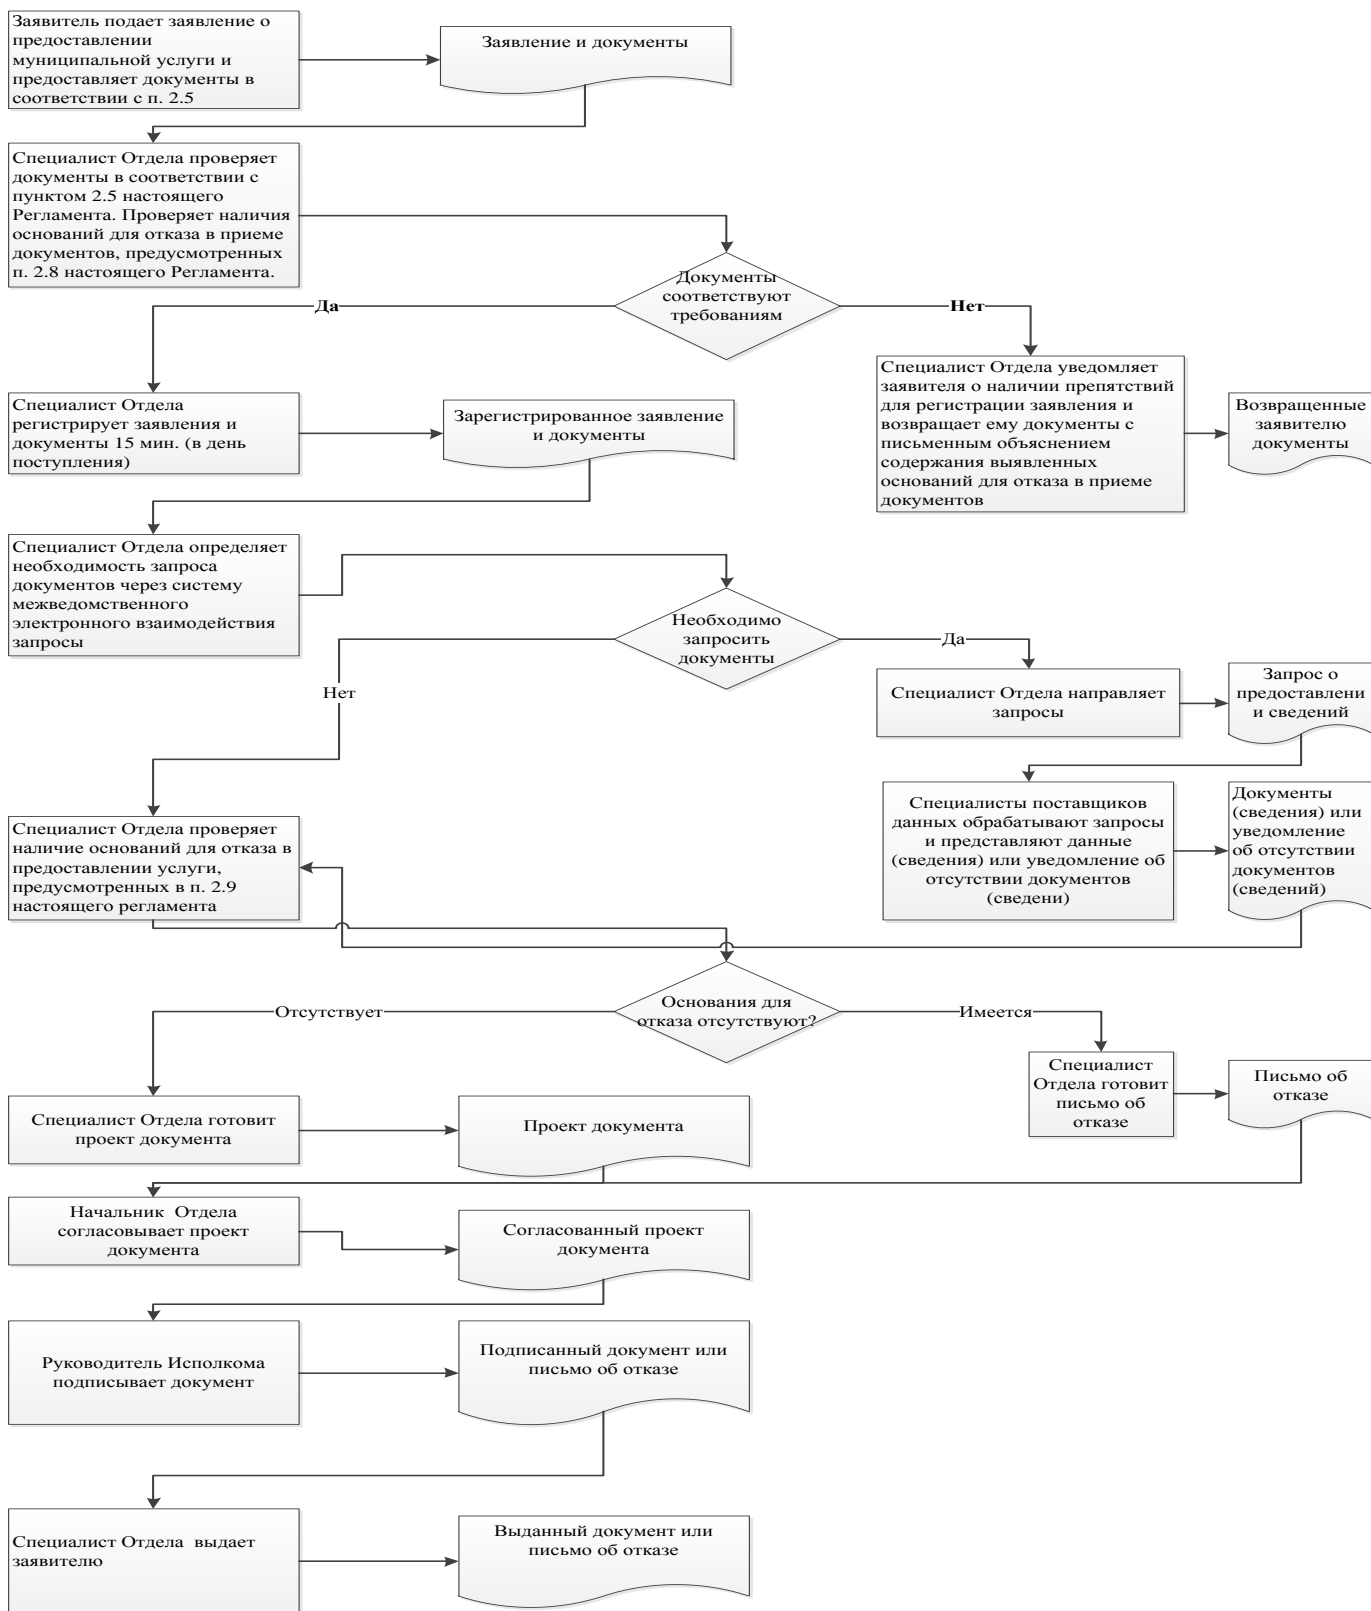 Заявитель подает заявление о
предоставлении
муниципальной услуги и
предоставляет документы в
соответствии с п. 2.5
Заявление и документы
Специалист Отдела проверяет
документы в соответствии с
пунктом 2.5 настоящего
Регламента. Проверяет наличия
оснований для отказа в приеме
документов, предусмотренных
п. 2.8 настоящего Регламента.
Документы
соответствуют
требованиям
Да
Нет
Специалист Отдела
регистрирует заявления и
документы 15 мин. (в день
поступления)
Зарегистрированное заявление
и документы
Специалист Отдела уведомляет
заявителя о наличии препятствий
для регистрации заявления и
возвращает ему документы с
письменным объяснением
содержания выявленных
оснований для отказа в приеме
документов
Возвращенные
заявителю
документы
Специалист Отдела определяет
необходимость запроса
документов через систему
межведомственного
электронного взаимодействия
запросы
Необходимо
запросить
документы
Нет
Да
Специалист Отдела направляет
запросы
Запрос о
предоставлени
и сведений
Специалисты поставщиков
данных обрабатывают запросы
и представляют данные
(сведения) или уведомление об
отсутствии документов
(сведени)
Документы
(сведения) или
уведомление
об отсутствии
документов
(сведений)
Специалист Отдела проверяет
наличие оснований для отказа в
предоставлении услуги,
предусмотренных в п. 2.9
настоящего регламента
Основания для
отказа отсутствуют?
Отсутствует
Имеется
Специалист
Отдела готовит
письмо об
отказе
Письмо об
отказе
Специалист Отдела готовит
проект документа
Проект документа
Начальник  Отдела
согласовывает проект
документа
Согласованный проект
документа
Руководитель Исполкома
подписывает документ
Подписанный документ или
письмо об отказе
Специалист Отдела  выдает
заявителю
Выданный документ или
письмо об отказе